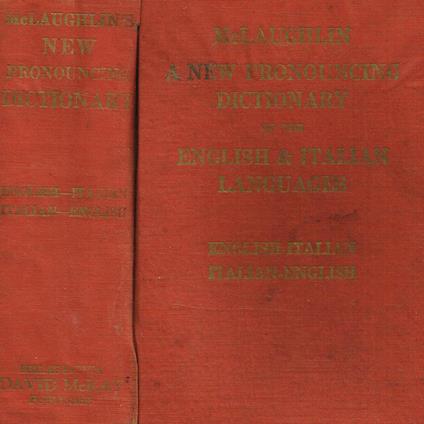 McLAUGHLIN'S
NEW
PRONOUNCING
DICTIONARY
ENGLISH—ITALIAN
ITALIAN—ENGLISH
PHILADELPHIA
DAVID McKAY
McLAUGHLIN
A NEW PRONOUNCING
DICTIONARY
OF THE
ENGLISH & ITALIAN
LANGUAGES
ENGLISH-ITALIAN
ITALIAN-ENGLISH